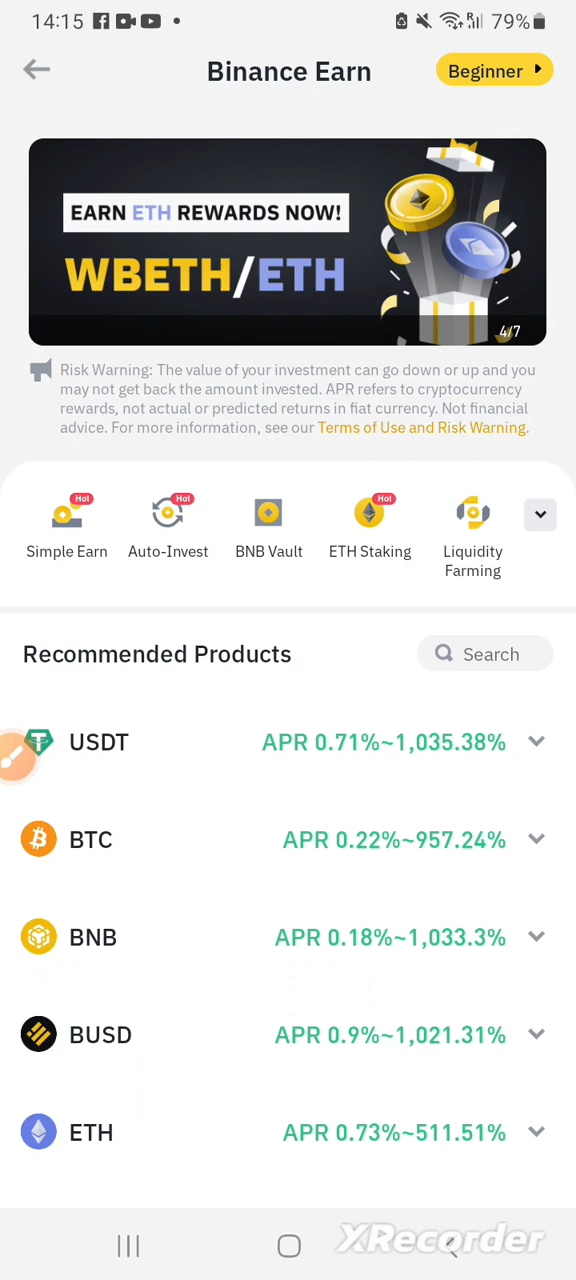 14:15
79%
Binance Earn
Beginner
EARN ETH REWARDS NOW!
WBETH/ETH
4/7
Risk Warning: The value of your investment can go down or up and you
may not get back the amount invested. APR refers to cryptocurrency
rewards, not actual or predicted returns in fiat currency. Not financial
advice. For more information, see our Terms of Use and Risk Warning.
Hot
Hot
Hot
Simple Earn
Auto-Invest
BNB Vault
ETH Staking
Liquidity
Farming
Recommended Products
Search
USDT APR 0.71%~1,035.38%
BTC APR 0.22%~957.24%
BNB APR 0.18%~1,033.3%
BUSD APR 0.9%~1,021.31%
ETH APR 0.73%~511.51%
XRecorder